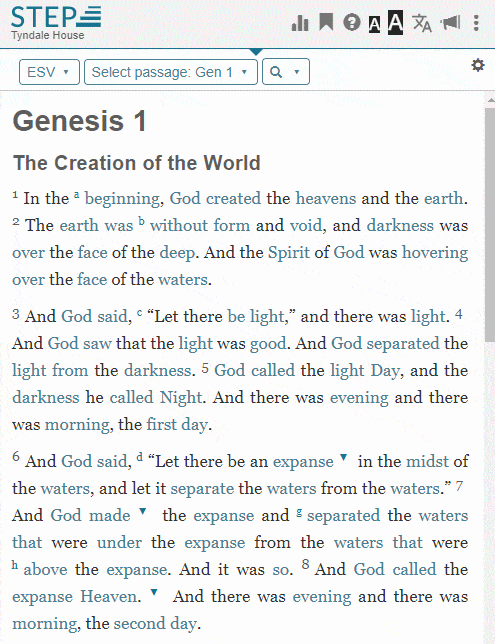 STEP
Tyndale House
A A 文A
ESV ▼ Select passage: Gen 1 ▼ ▼
Genesis 1
The Creation of the World
1 In the a beginning, God created the heavens and the earth.
2 The earth was b without form and void, and darkness was
over the face of the deep. And the Spirit of God was hovering
over the face of the waters.
3 And God said, c “Let there be light,” and there was light. 4
And God saw that the light was good. And God separated the
light from the darkness. 5 God called the light Day, and the
darkness he called Night. And there was evening and there
was morning, the first day.
6 And God said, d “Let there be an expanse ▼ in the midst of
the waters, and let it separate the waters from the waters.” 7
And God made ▼ the expanse and g separated the waters
that were under the expanse from the waters that were
h above the expanse. And it was so. 8 And God called the
expanse Heaven. ▼ And there was evening and there was
morning, the second day.